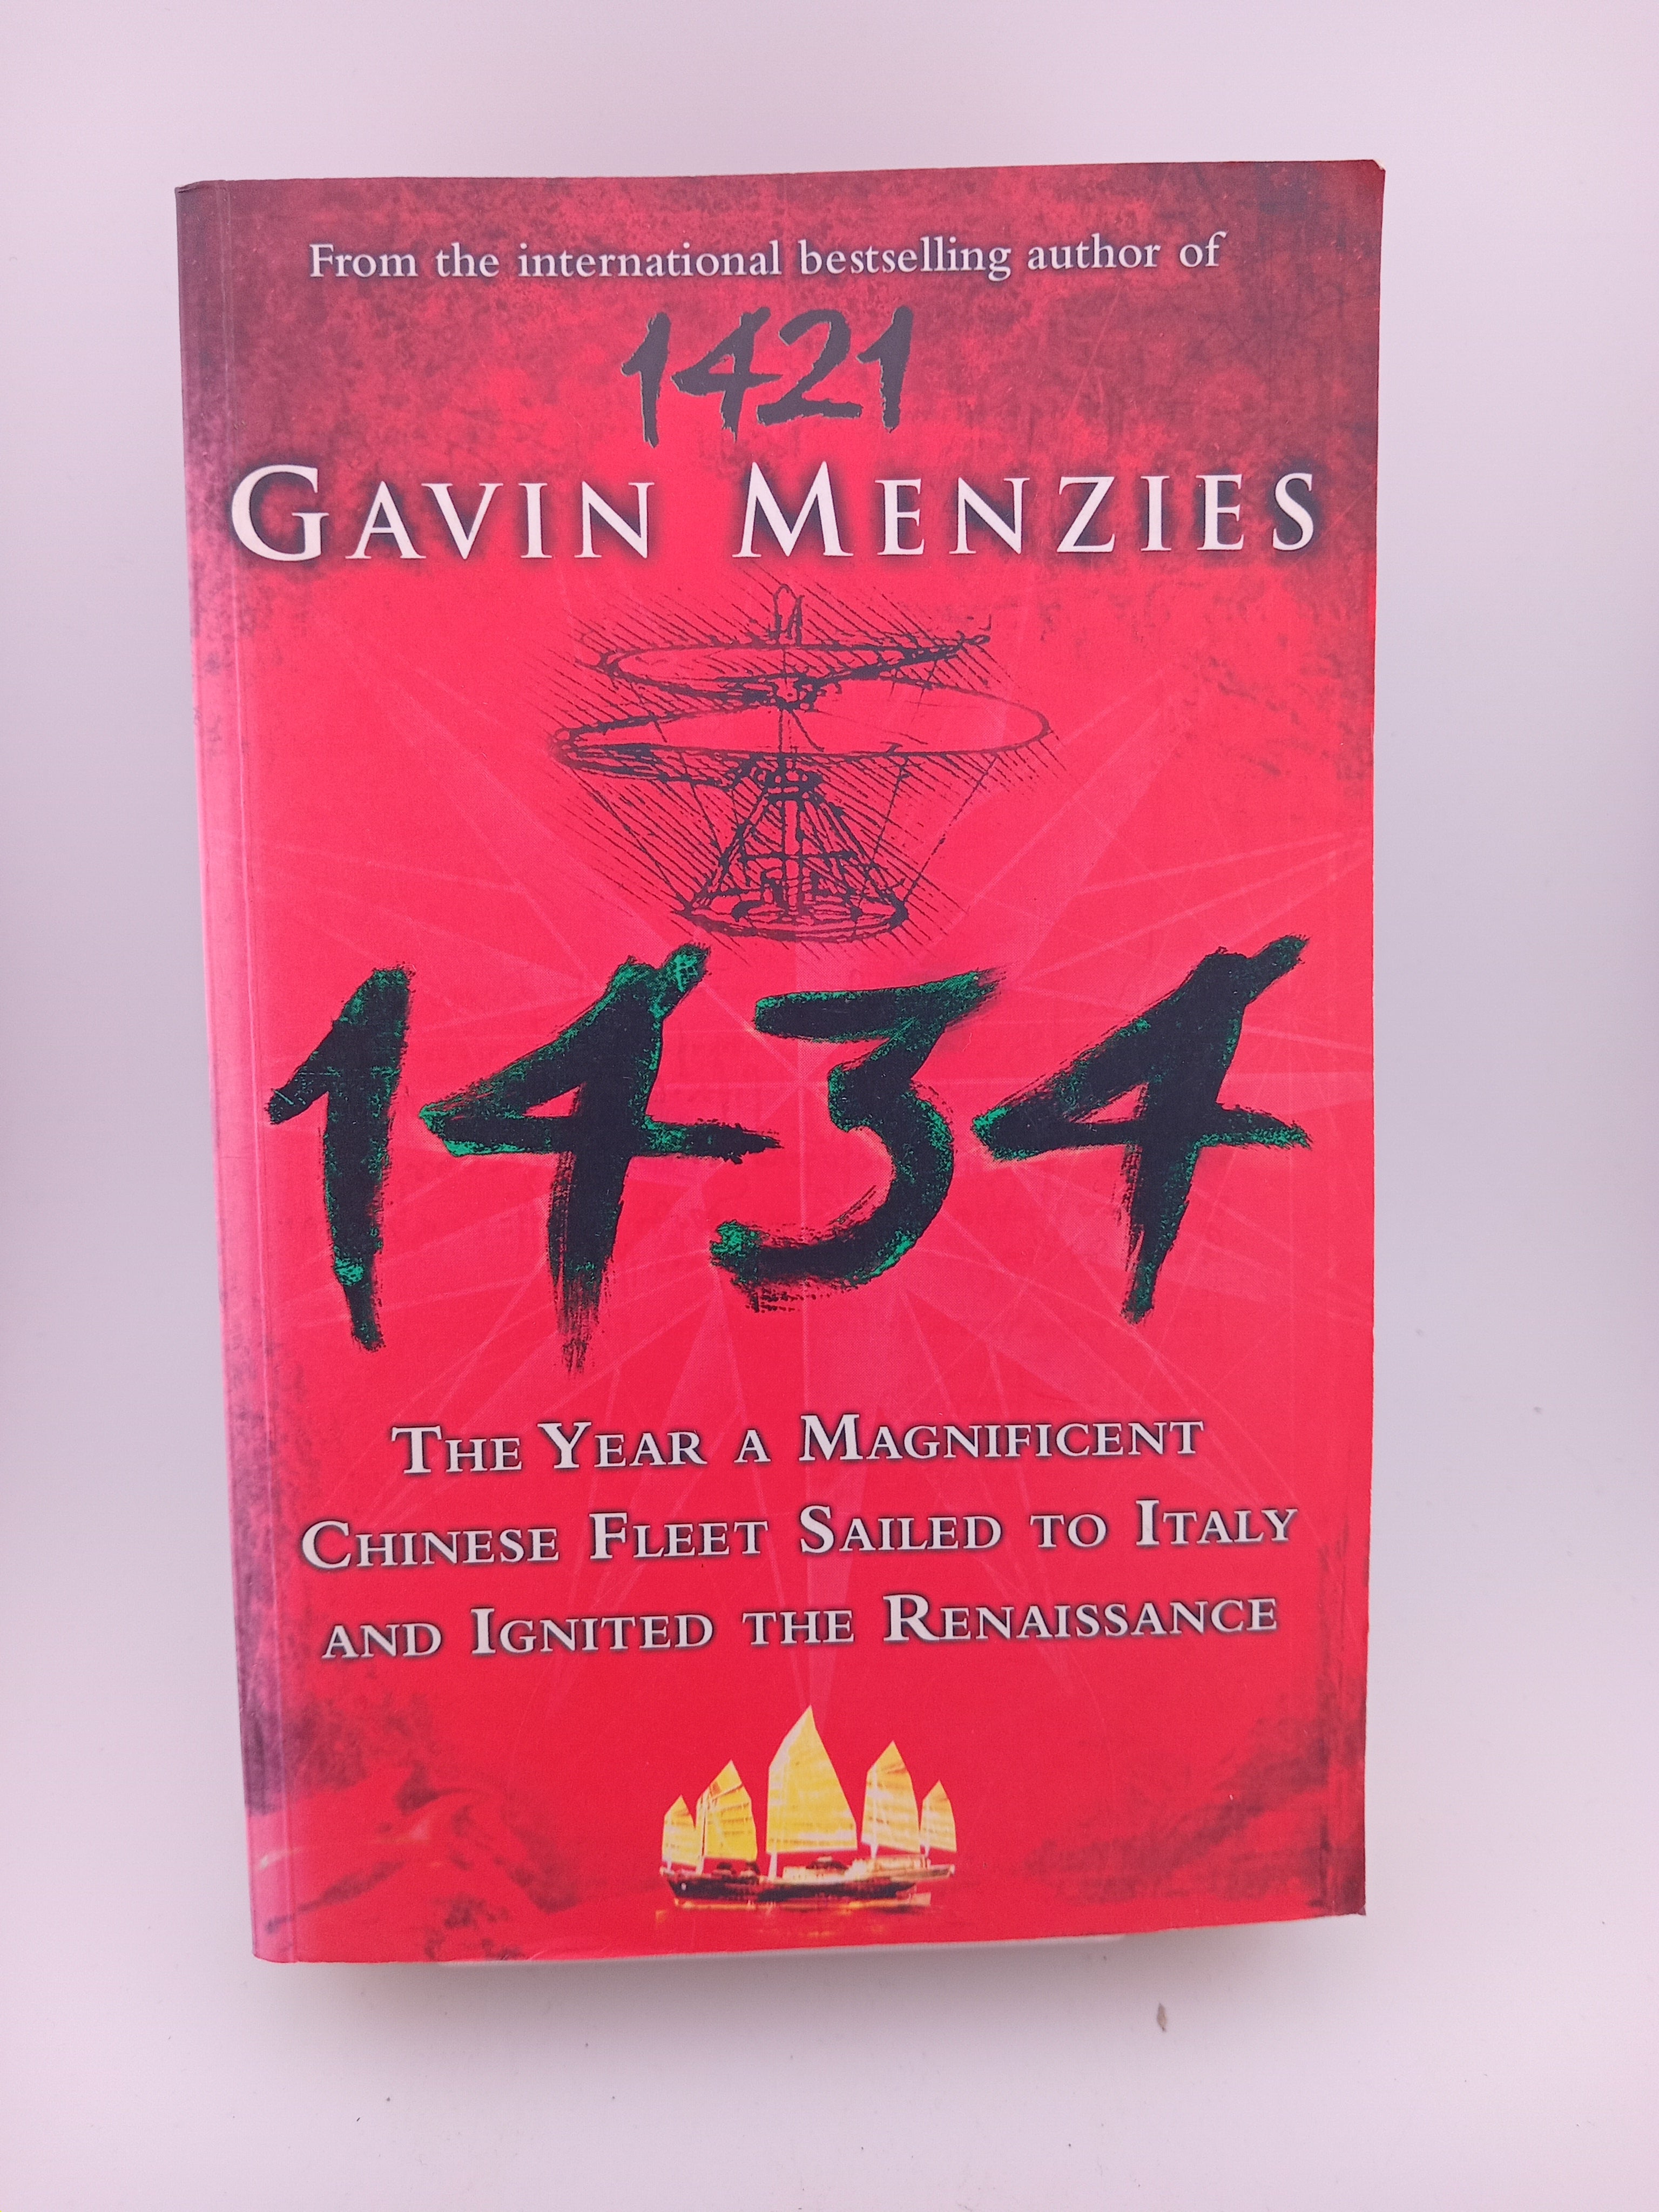 From the international bestselling author of
1421
GAVIN MENZIES
1434
THE YEAR A MAGNIFICENT
CHINESE FLEET SAILED TO ITALY
AND IGNITED THE RENAISSANCE